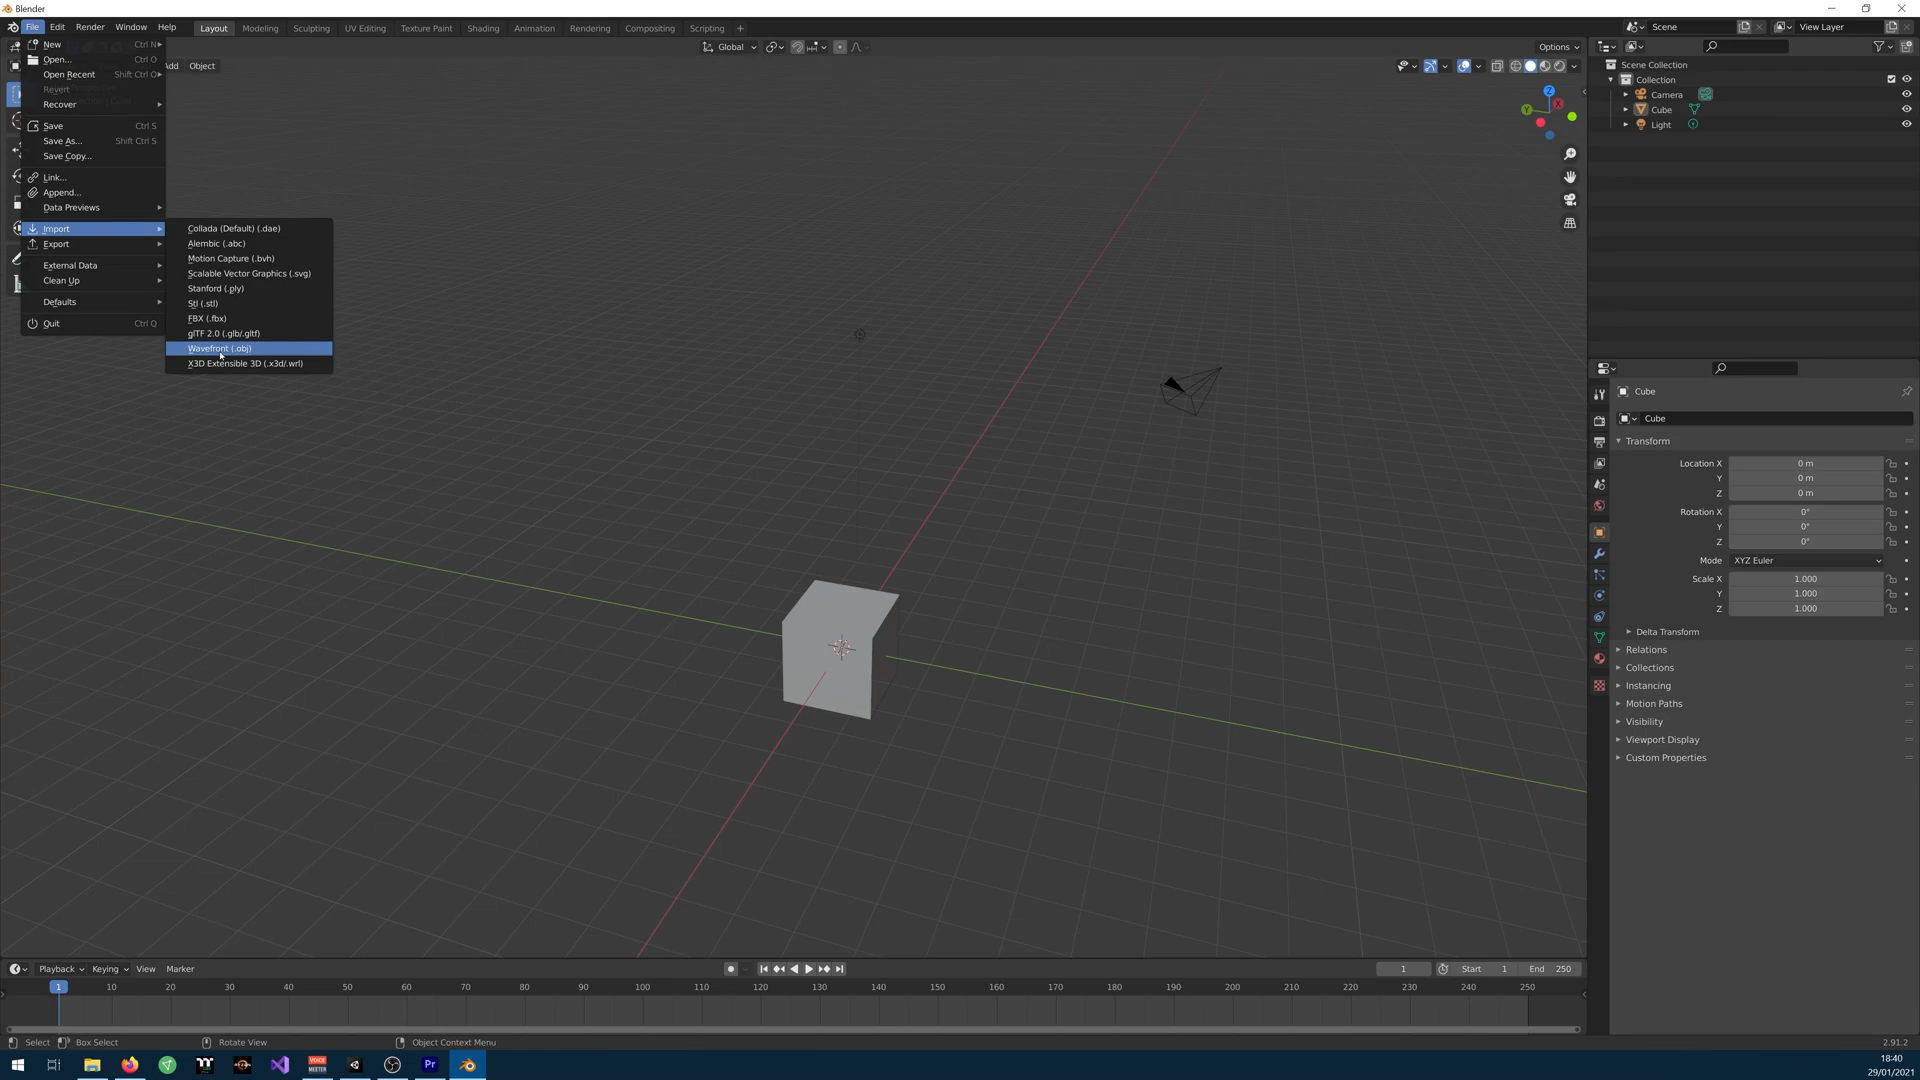 Blender
File Edit Render Window Help Layout Modeling Sculpting UV Editing Texture Paint Shading Animation Rendering Compositing Scripting + Scene View Layer
Global Options
Add Object
New Ctrl N
Open... Ctrl O
Open Recent Shift Ctrl O
Revert
Recover
Save Ctrl S
Save As... Shift Ctrl S
Save Copy...
Link...
Append...
Data Previews
Import
Export
External Data
Clean Up
Defaults
Quit Ctrl Q
Collada (Default) (.dae)
Alembic (.abc)
Motion Capture (.bvh)
Scalable Vector Graphics (.svg)
Stanford (.ply)
Stl (.stl)
FBX (.fbx)
glTF 2.0 (.glb/.gltf)
Wavefront (.obj)
X3D Extensible 3D (.x3d/.wrl)
Z
X
Y
Scene Collection
Collection
Camera
Cube
Light
Cube
Cube
Transform
Location X 0 m
Y 0 m
Z 0 m
Rotation X 0°
Y 0°
Z 0°
Mode XYZ Euler
Scale X 1.000
Y 1.000
Z 1.000
Delta Transform
Relations
Collections
Instancing
Motion Paths
Visibility
Viewport Display
Custom Properties
Playback Keying View Marker 1 Start 1 End 250
1 10 20 30 40 50 60 70 80 90 100 110 120 130 140 150 160 170 180 190 200 210 220 230 240 250
Select Box Select Rotate View Object Context Menu 2.91.2
VOICE MEETER
Pr
18:40
29/01/2021